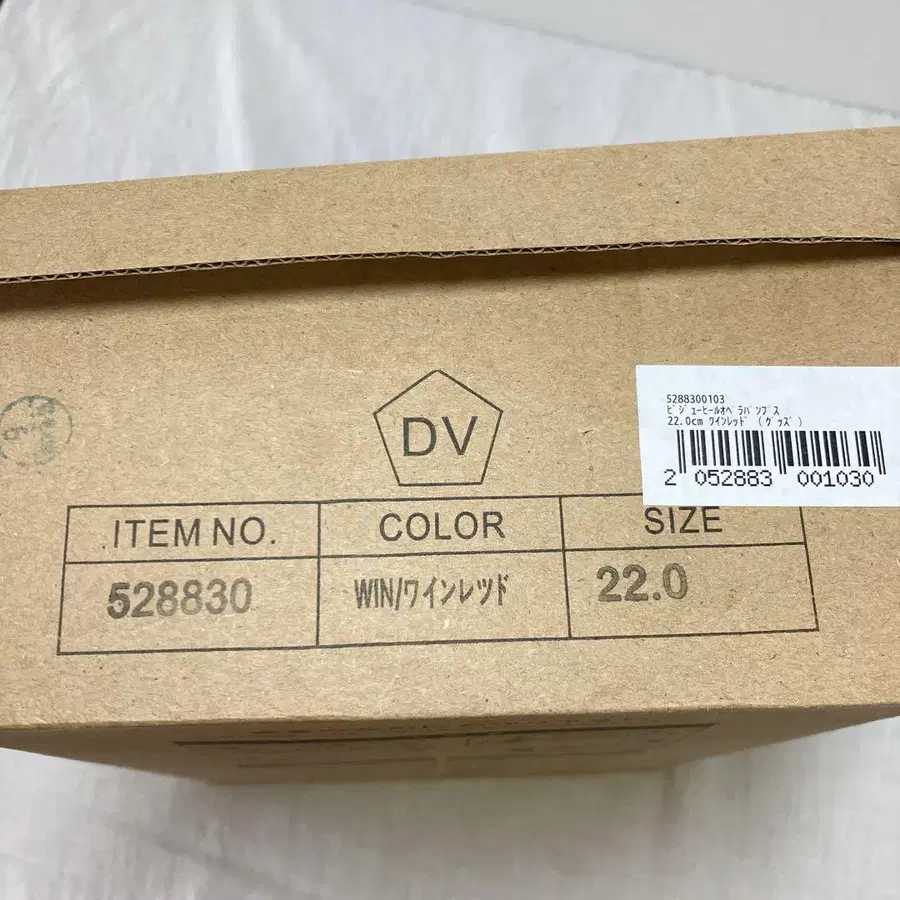 DV
5288300103
ﾋﾞｼﾞｭｰﾋｰﾙｵﾍﾟﾗﾊﾟﾝﾌﾟｽ
22.0cm ﾜｲﾝﾚｯﾄﾞ (ｸﾞｯｽﾞ)
2 052883 001030
ITEM NO. COLOR SIZE
528830 WIN/ワインレツド 22.0